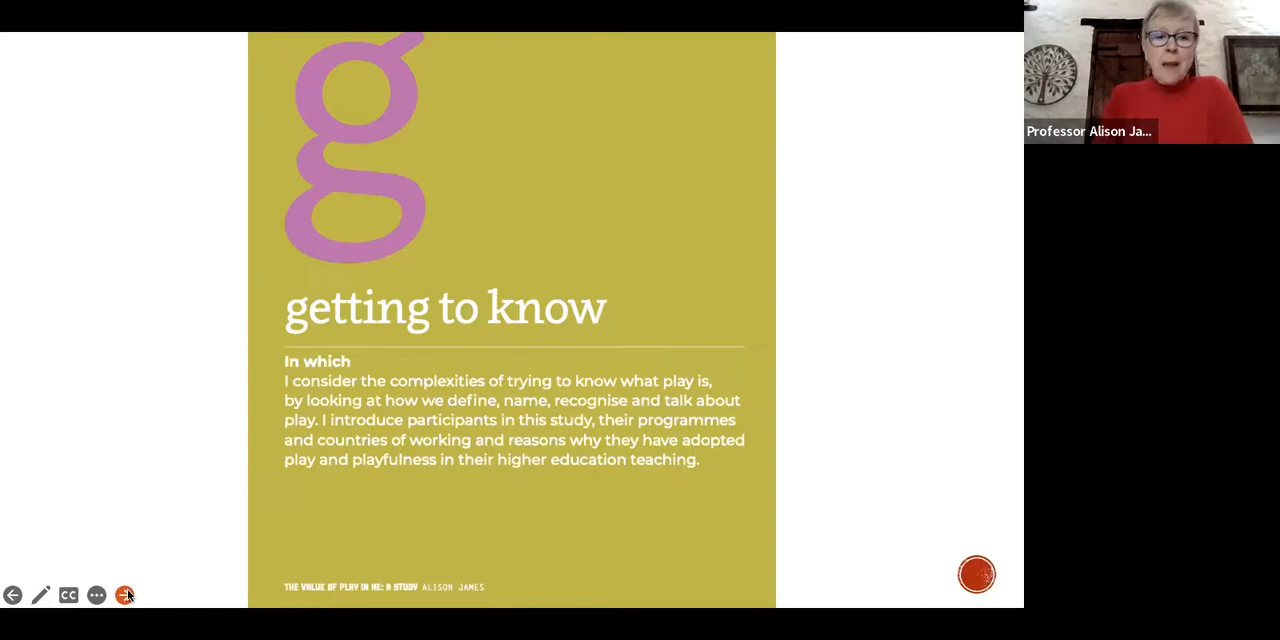 g
getting to know
In which
I consider the complexities of trying to know what play is,
by looking at how we define, name, recognise and talk about
play. I introduce participants in this study, their programmes
and countries of working and reasons why they have adopted
play and playfulness in their higher education teaching.
THE VALUE OF PLAY IN HE: A STUDY ALISON JAMES
CC
Professor Alison Ja...